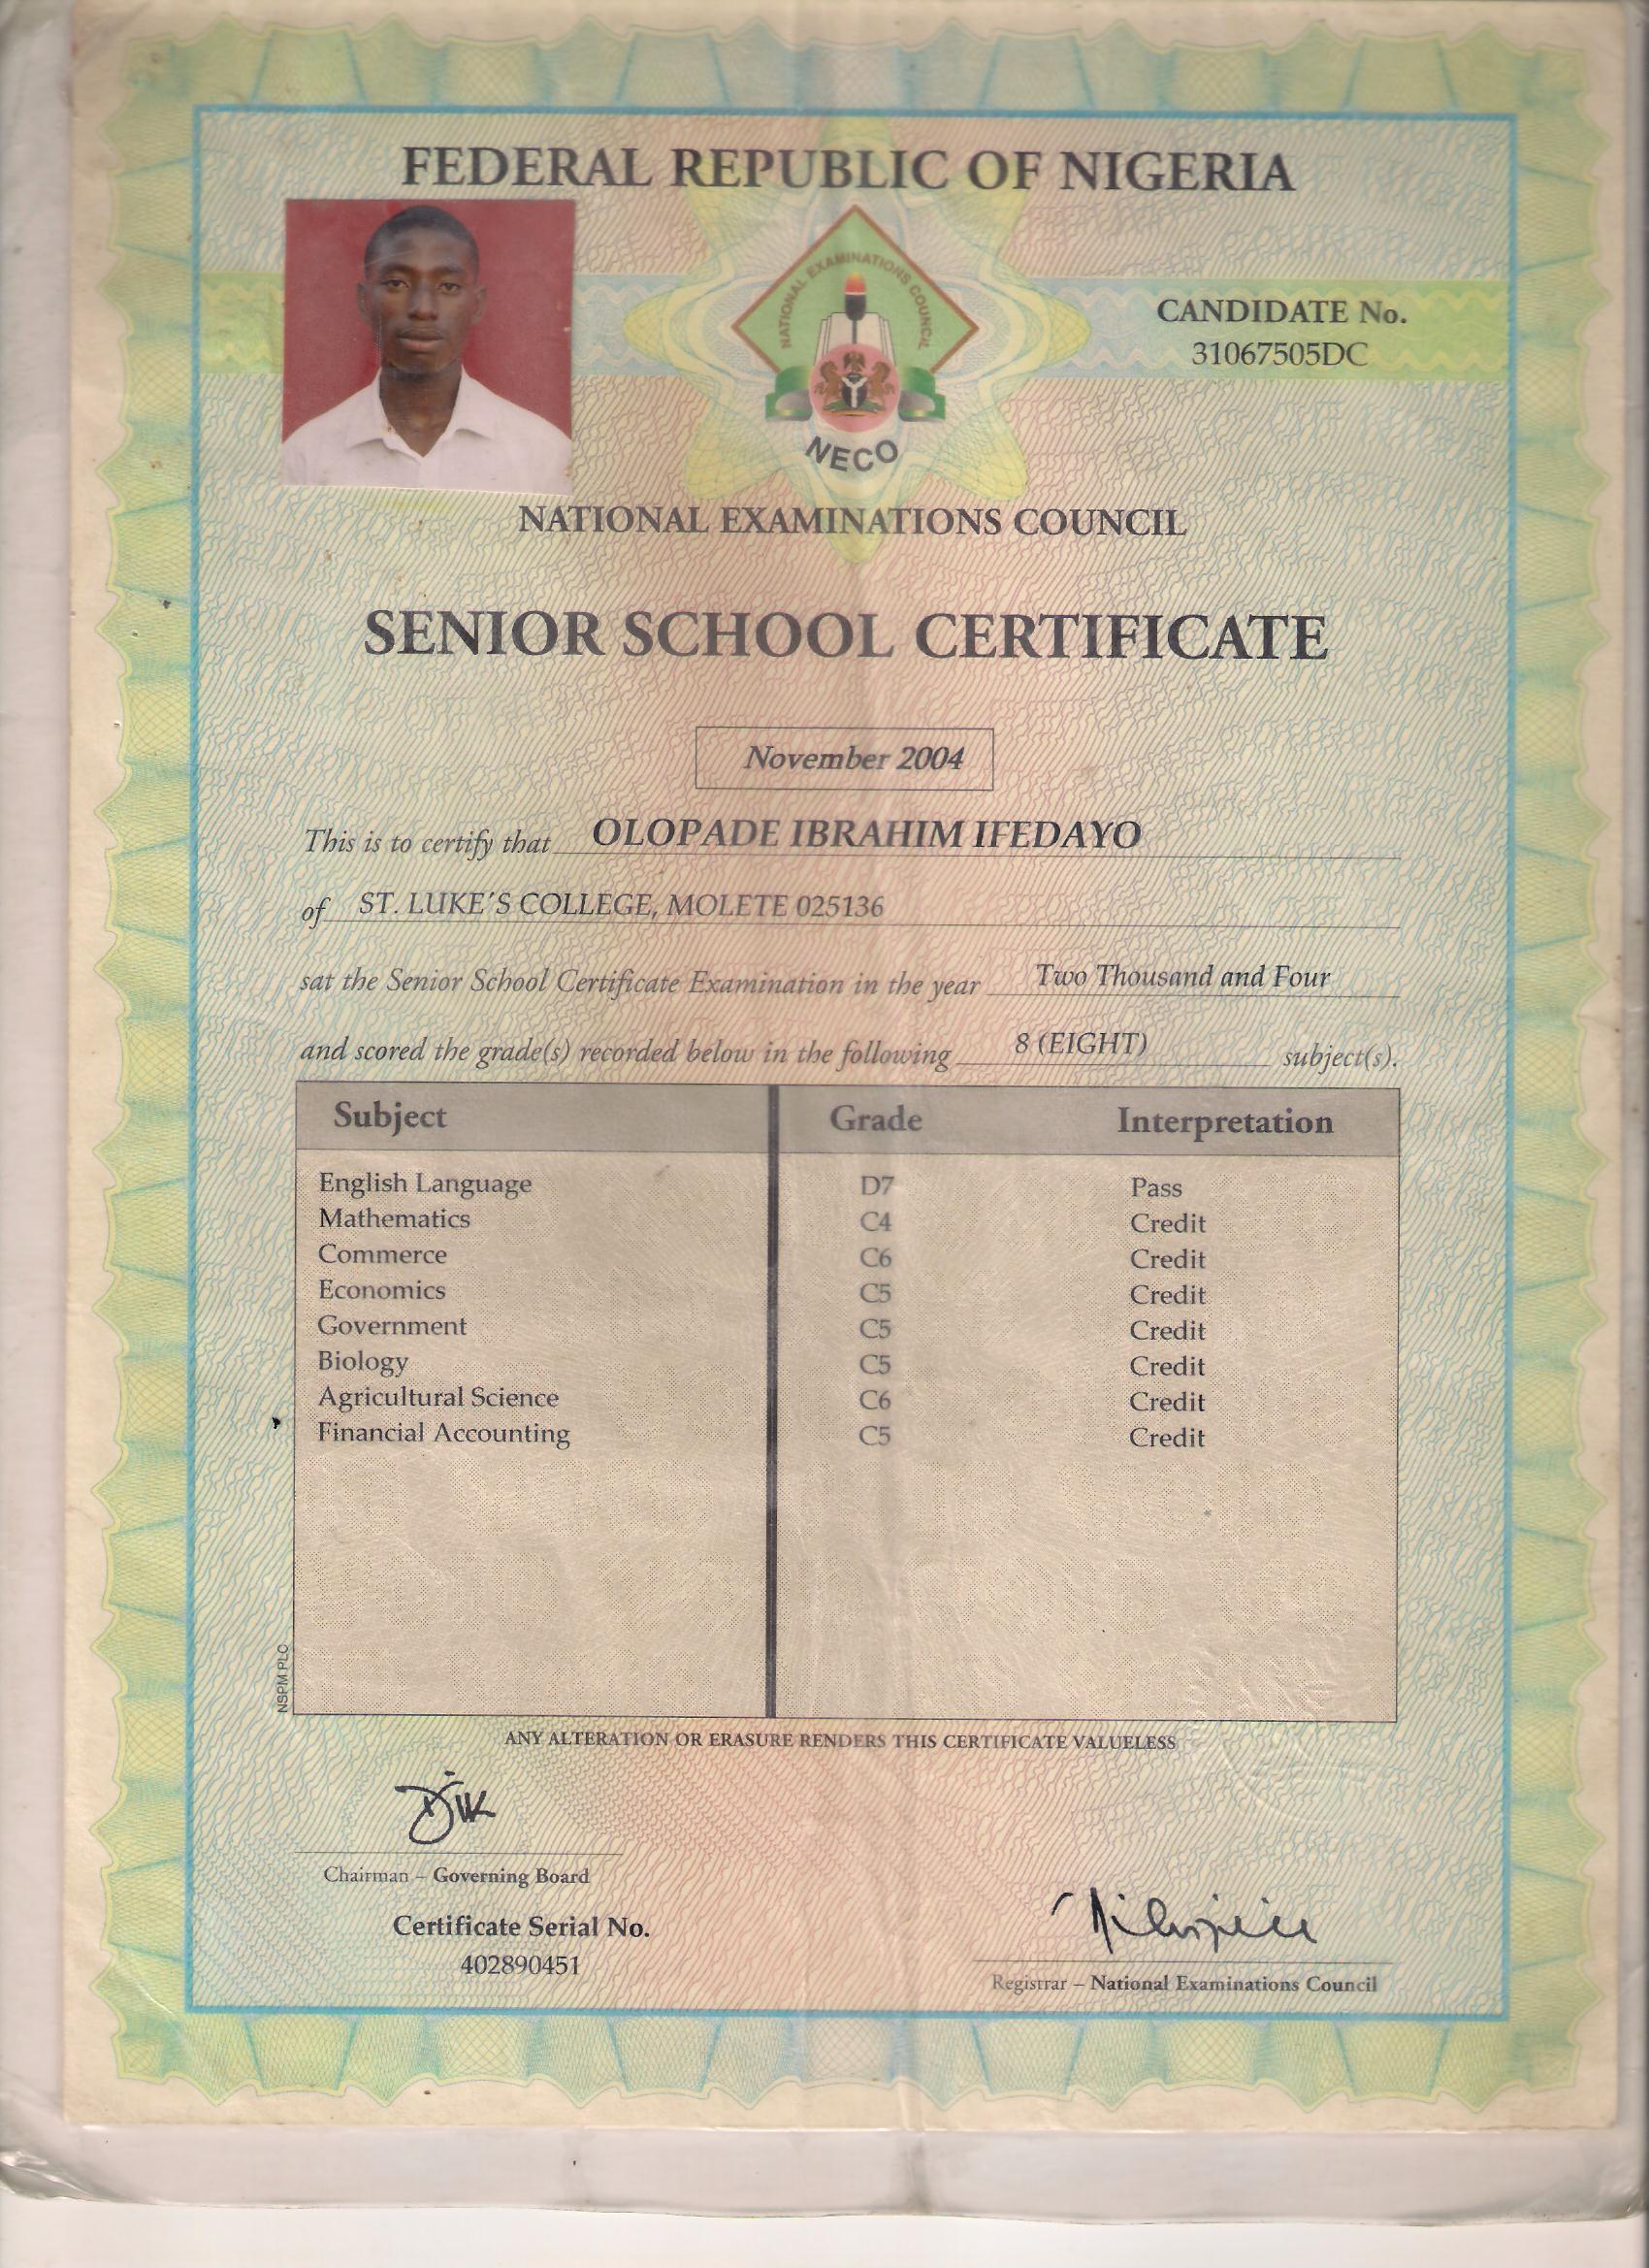 FEDERAL REPUBLIC OF NIGERIA
NATIONAL EXAMINATIONS COUNCIL
NECO
CANDIDATE No.
31067505DC
NATIONAL EXAMINATIONS COUNCIL
SENIOR SCHOOL CERTIFICATE
November 2004
This is to certify that OLOPADE IBRAHIM IFEDAYO
of ST. LUKE'S COLLEGE, MOLETE 025136
sat the Senior School Certificate Examination in the year Two Thousand and Four
and scored the grade(s) recorded below in the following 8 (EIGHT) subject(s).
Subject Grade Interpretation
English Language D7 Pass
Mathematics C4 Credit
Commerce C6 Credit
Economics C5 Credit
Government C5 Credit
Biology C5 Credit
Agricultural Science C6 Credit
Financial Accounting C5 Credit
NSPM PLC
ANY ALTERATION OR ERASURE RENDERS THIS CERTIFICATE VALUELESS
Chairman – Governing Board
Certificate Serial No.
402890451
Registrar – National Examinations Council